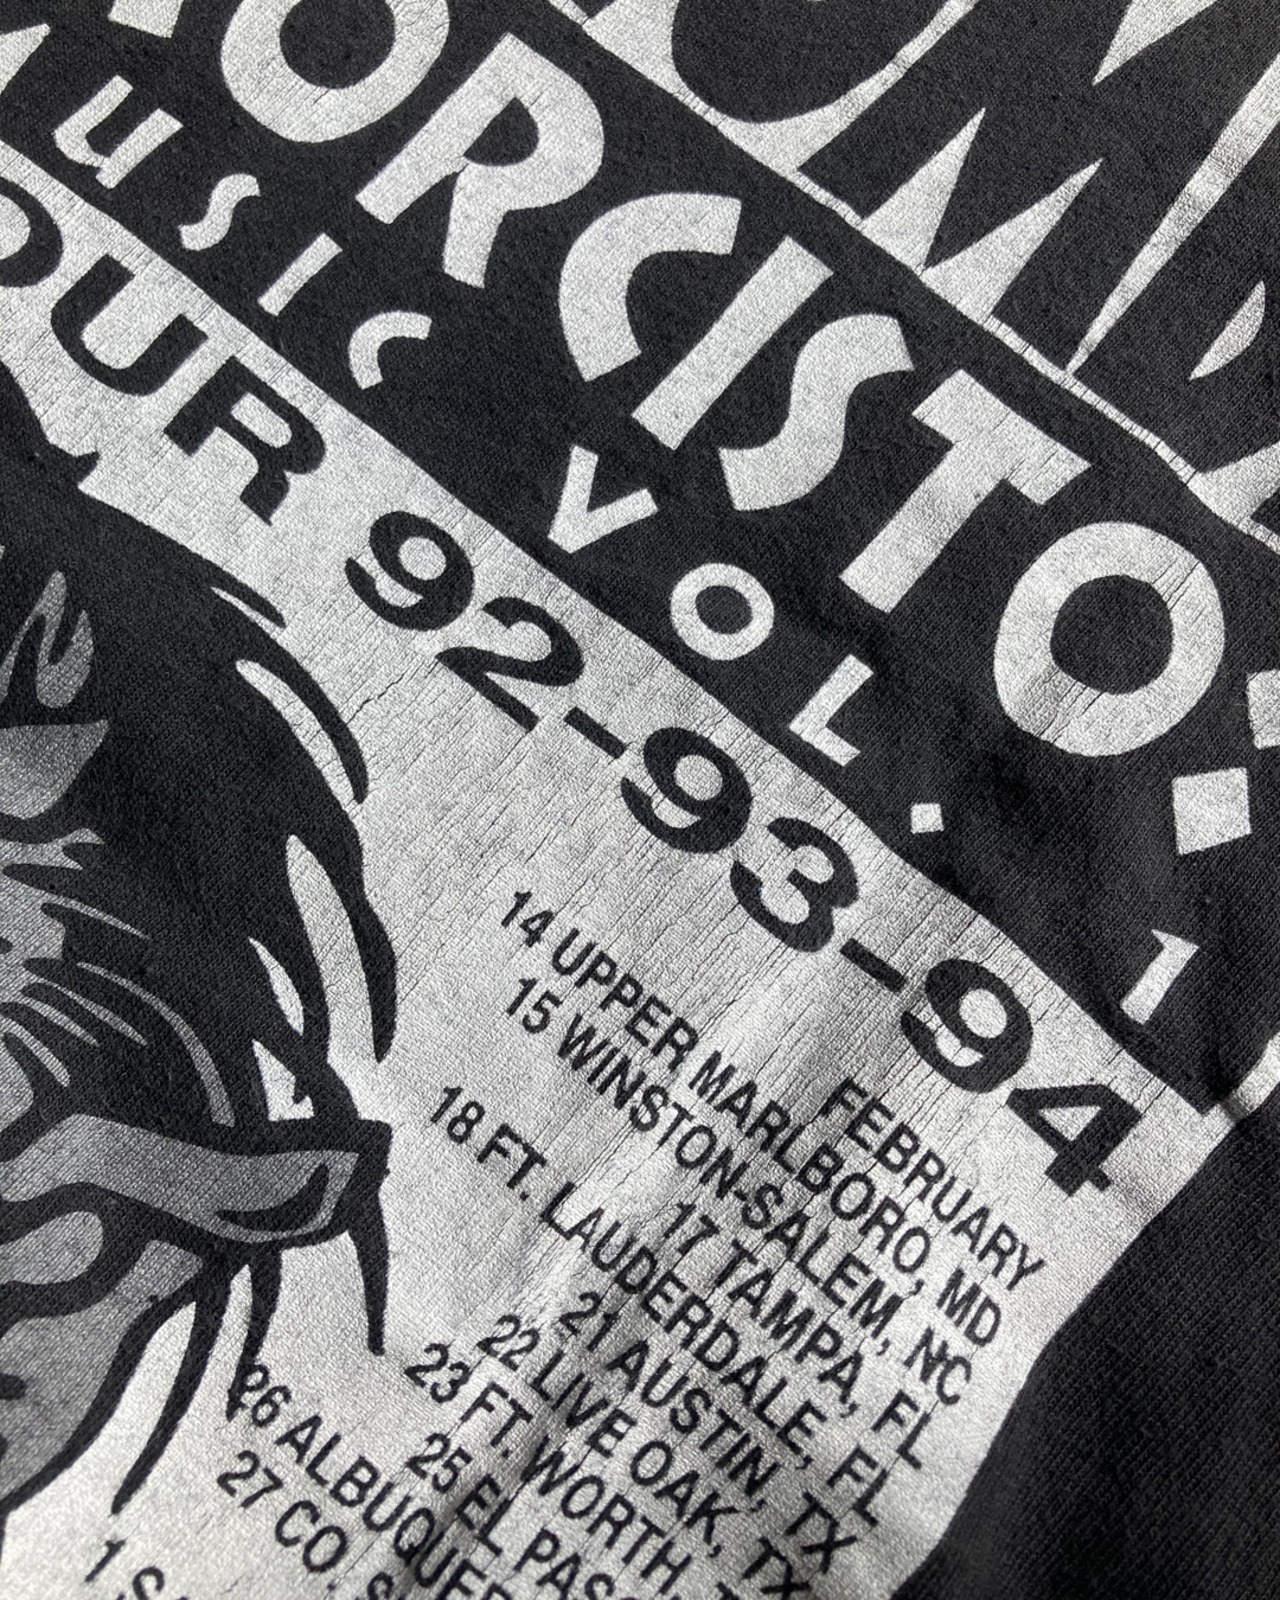 ORCISTO
USIC VOL. 1
OUR 92-93-94
FEBRUARY
14 UPPER MARLBORO, MD
15 WINSTON-SALEM, NC
17 TAMPA, FL
18 FT. LAUDERDALE, FL
21 AUSTIN, TX
22 LIVE OAK, TX
23 FT. WORTH,
25 EL PAS
26 ALBUQUER
27 CO.
1